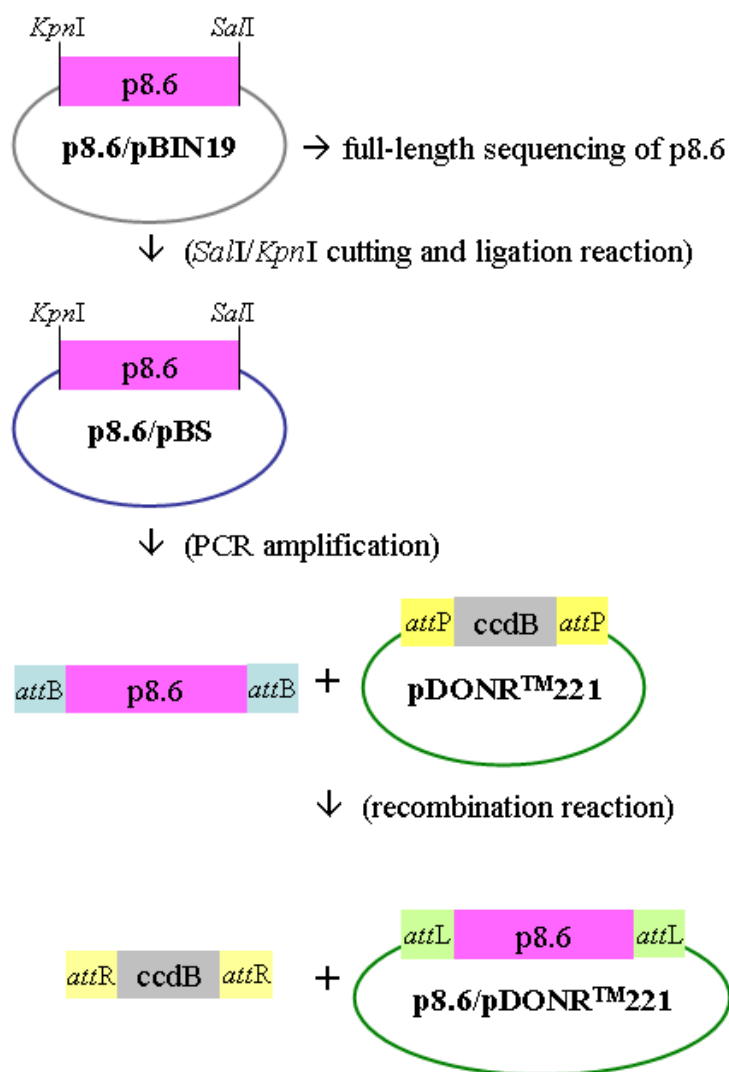 KpnI SalI
p8.6
p8.6/pBIN19 → full-length sequencing of p8.6
↓ (SalI/KpnI cutting and ligation reaction)
KpnI SalI
p8.6
p8.6/pBS
↓ (PCR amplification)
attP ccdB attP
attB p8.6 attB + pDONR™221
↓ (recombination reaction)
attL p8.6 attL
attR ccdB attR + p8.6/pDONR™221